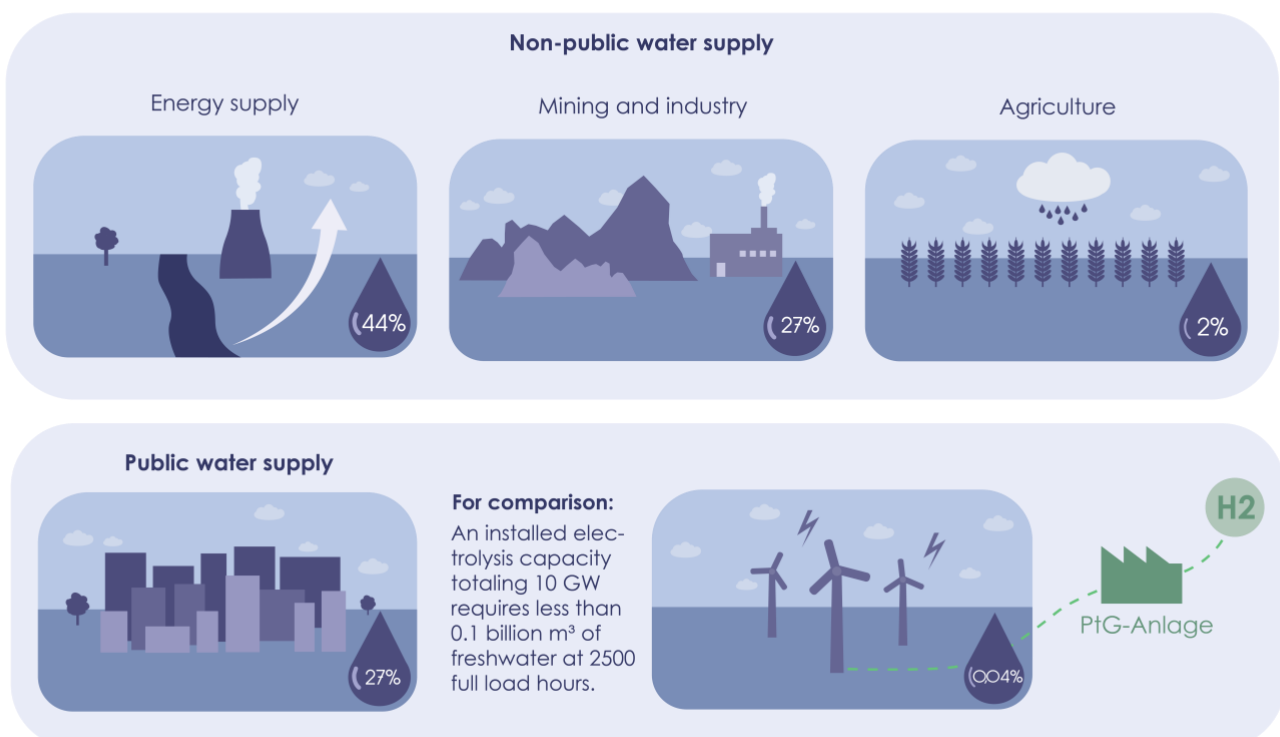 Non-public water supply
Energy supply
Mining and industry
Agriculture
44%
27%
2%
Public water supply
27%
For comparison:
An installed elec-
trolysis capacity
totaling 10 GW
requires less than
0.1 billion m³ of
freshwater at 2500
full load hours.
0,04%
PtG-Anlage
H2